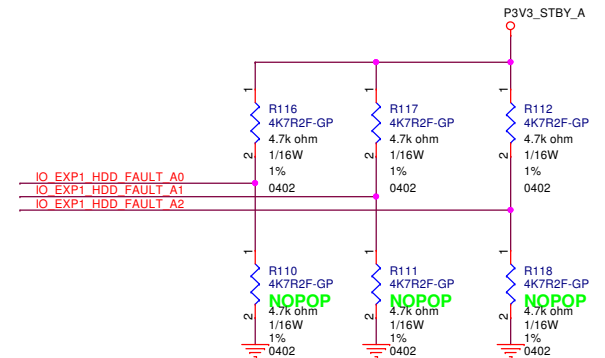 P3V3_STBY_A
1
1
1
R116
R117
R112
4K7R2F-GP
4K7R2F-GP
4K7R2F-GP
4.7k ohm
4.7k ohm
4.7k ohm
1/16W
1/16W
1/16W
2
2
2
1%
1%
1%
0402
0402
0402
IO_EXP1_HDD_FAULT_A0
IO_EXP1_HDD_FAULT_A1
IO_EXP1_HDD_FAULT_A2
1
1
1
R110
R111
R118
4K7R2F-GP
4K7R2F-GP
4K7R2F-GP
NOPOP
NOPOP
NOPOP
4.7k ohm
4.7k ohm
4.7k ohm
1/16W
1/16W
1/16W
2
2
2
1%
1%
1%
0402
0402
0402